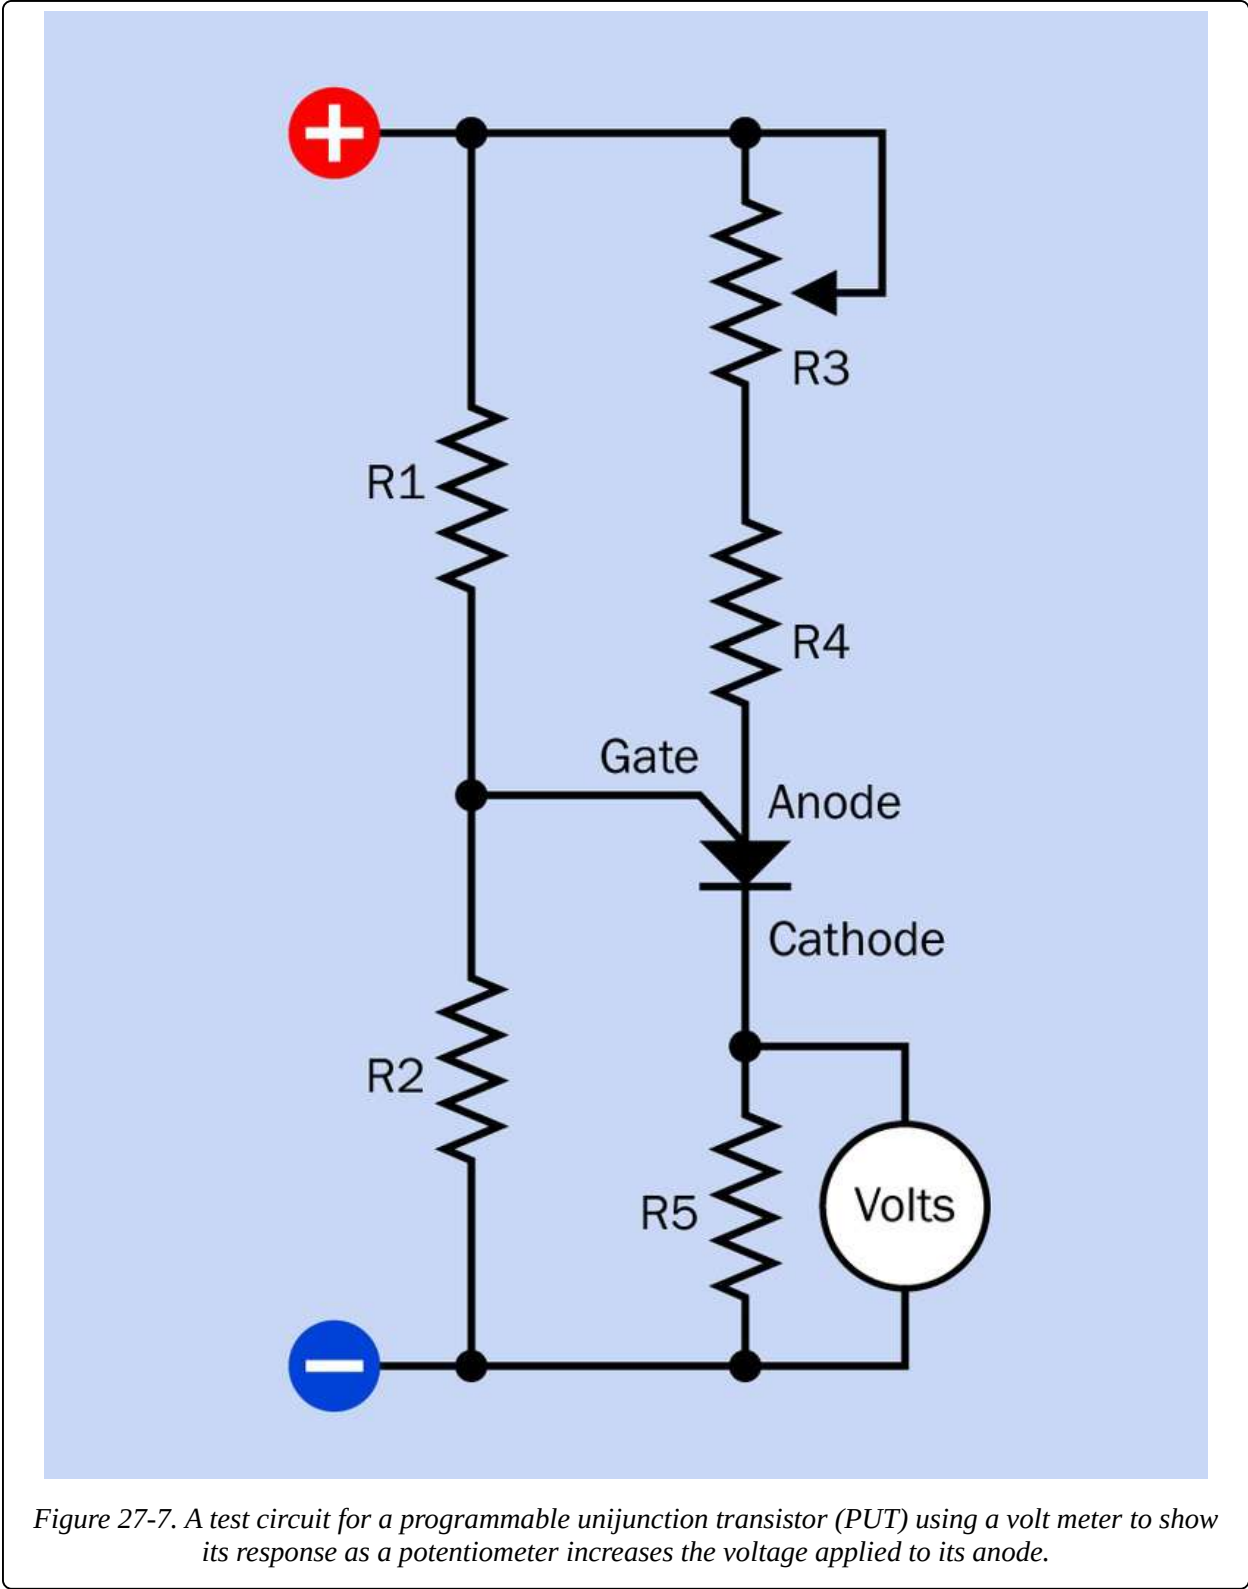 R3
R1
R4
Gate
Anode
Cathode
R2
R5
Volts
Figure 27-7. A test circuit for a programmable unijunction transistor (PUT) using a volt meter to show
its response as a potentiometer increases the voltage applied to its anode.